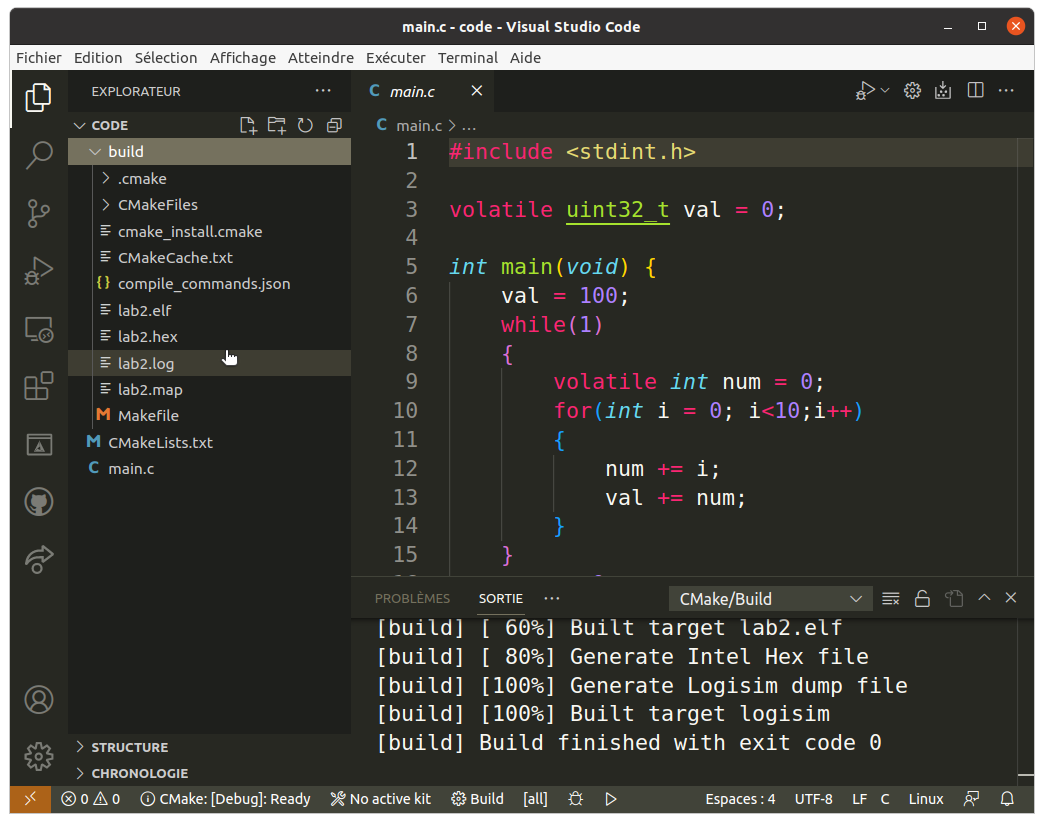 main.c - code - Visual Studio Code
Fichier Edition Sélection Affichage Atteindre Exécuter Terminal Aide
EXPLORATEUR
CODE
build
.cmake
CMakeFiles
cmake_install.cmake
CMakeCache.txt
{} compile_commands.json
lab2.elf
lab2.hex
lab2.log
lab2.map
M Makefile
M CMakeLists.txt
C main.c
STRUCTURE
CHRONOLOGIE
C main.c
C main.c > ...
1 #include <stdint.h>
2
3 volatile uint32_t val = 0;
4
5 int main(void) {
6 val = 100;
7 while(1)
8 {
9 volatile int num = 0;
10 for(int i = 0; i<10;i++)
11 {
12 num += i;
13 val += num;
14 }
15 }
PROBLÈMES SORTIE ... CMake/Build
[build] [ 60%] Built target lab2.elf
[build] [ 80%] Generate Intel Hex file
[build] [100%] Generate Logisim dump file
[build] [100%] Built target logisim
[build] Build finished with exit code 0
0 0 CMake: [Debug]: Ready No active kit Build [all] Espaces : 4 UTF-8 LF C Linux